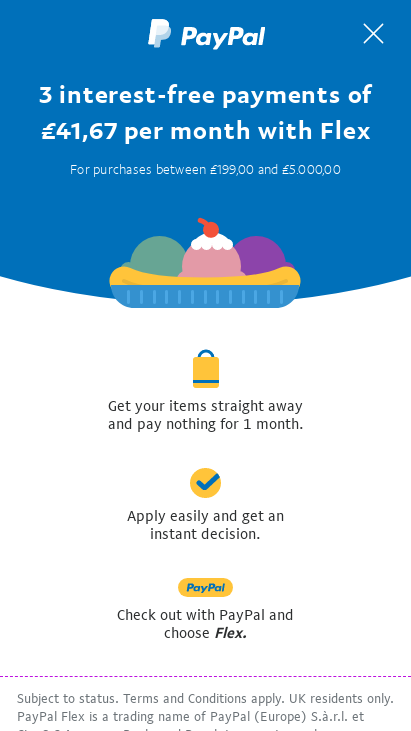 PayPal
3 interest-free payments of
£41,67 per month with Flex
For purchases between £199,00 and £5.000,00
Get your items straight away
and pay nothing for 1 month.
Apply easily and get an
instant decision.
PayPal
Check out with PayPal and
choose Flex.
Subject to status. Terms and Conditions apply. UK residents only.
PayPal Flex is a trading name of PayPal (Europe) S.à.r.l. et